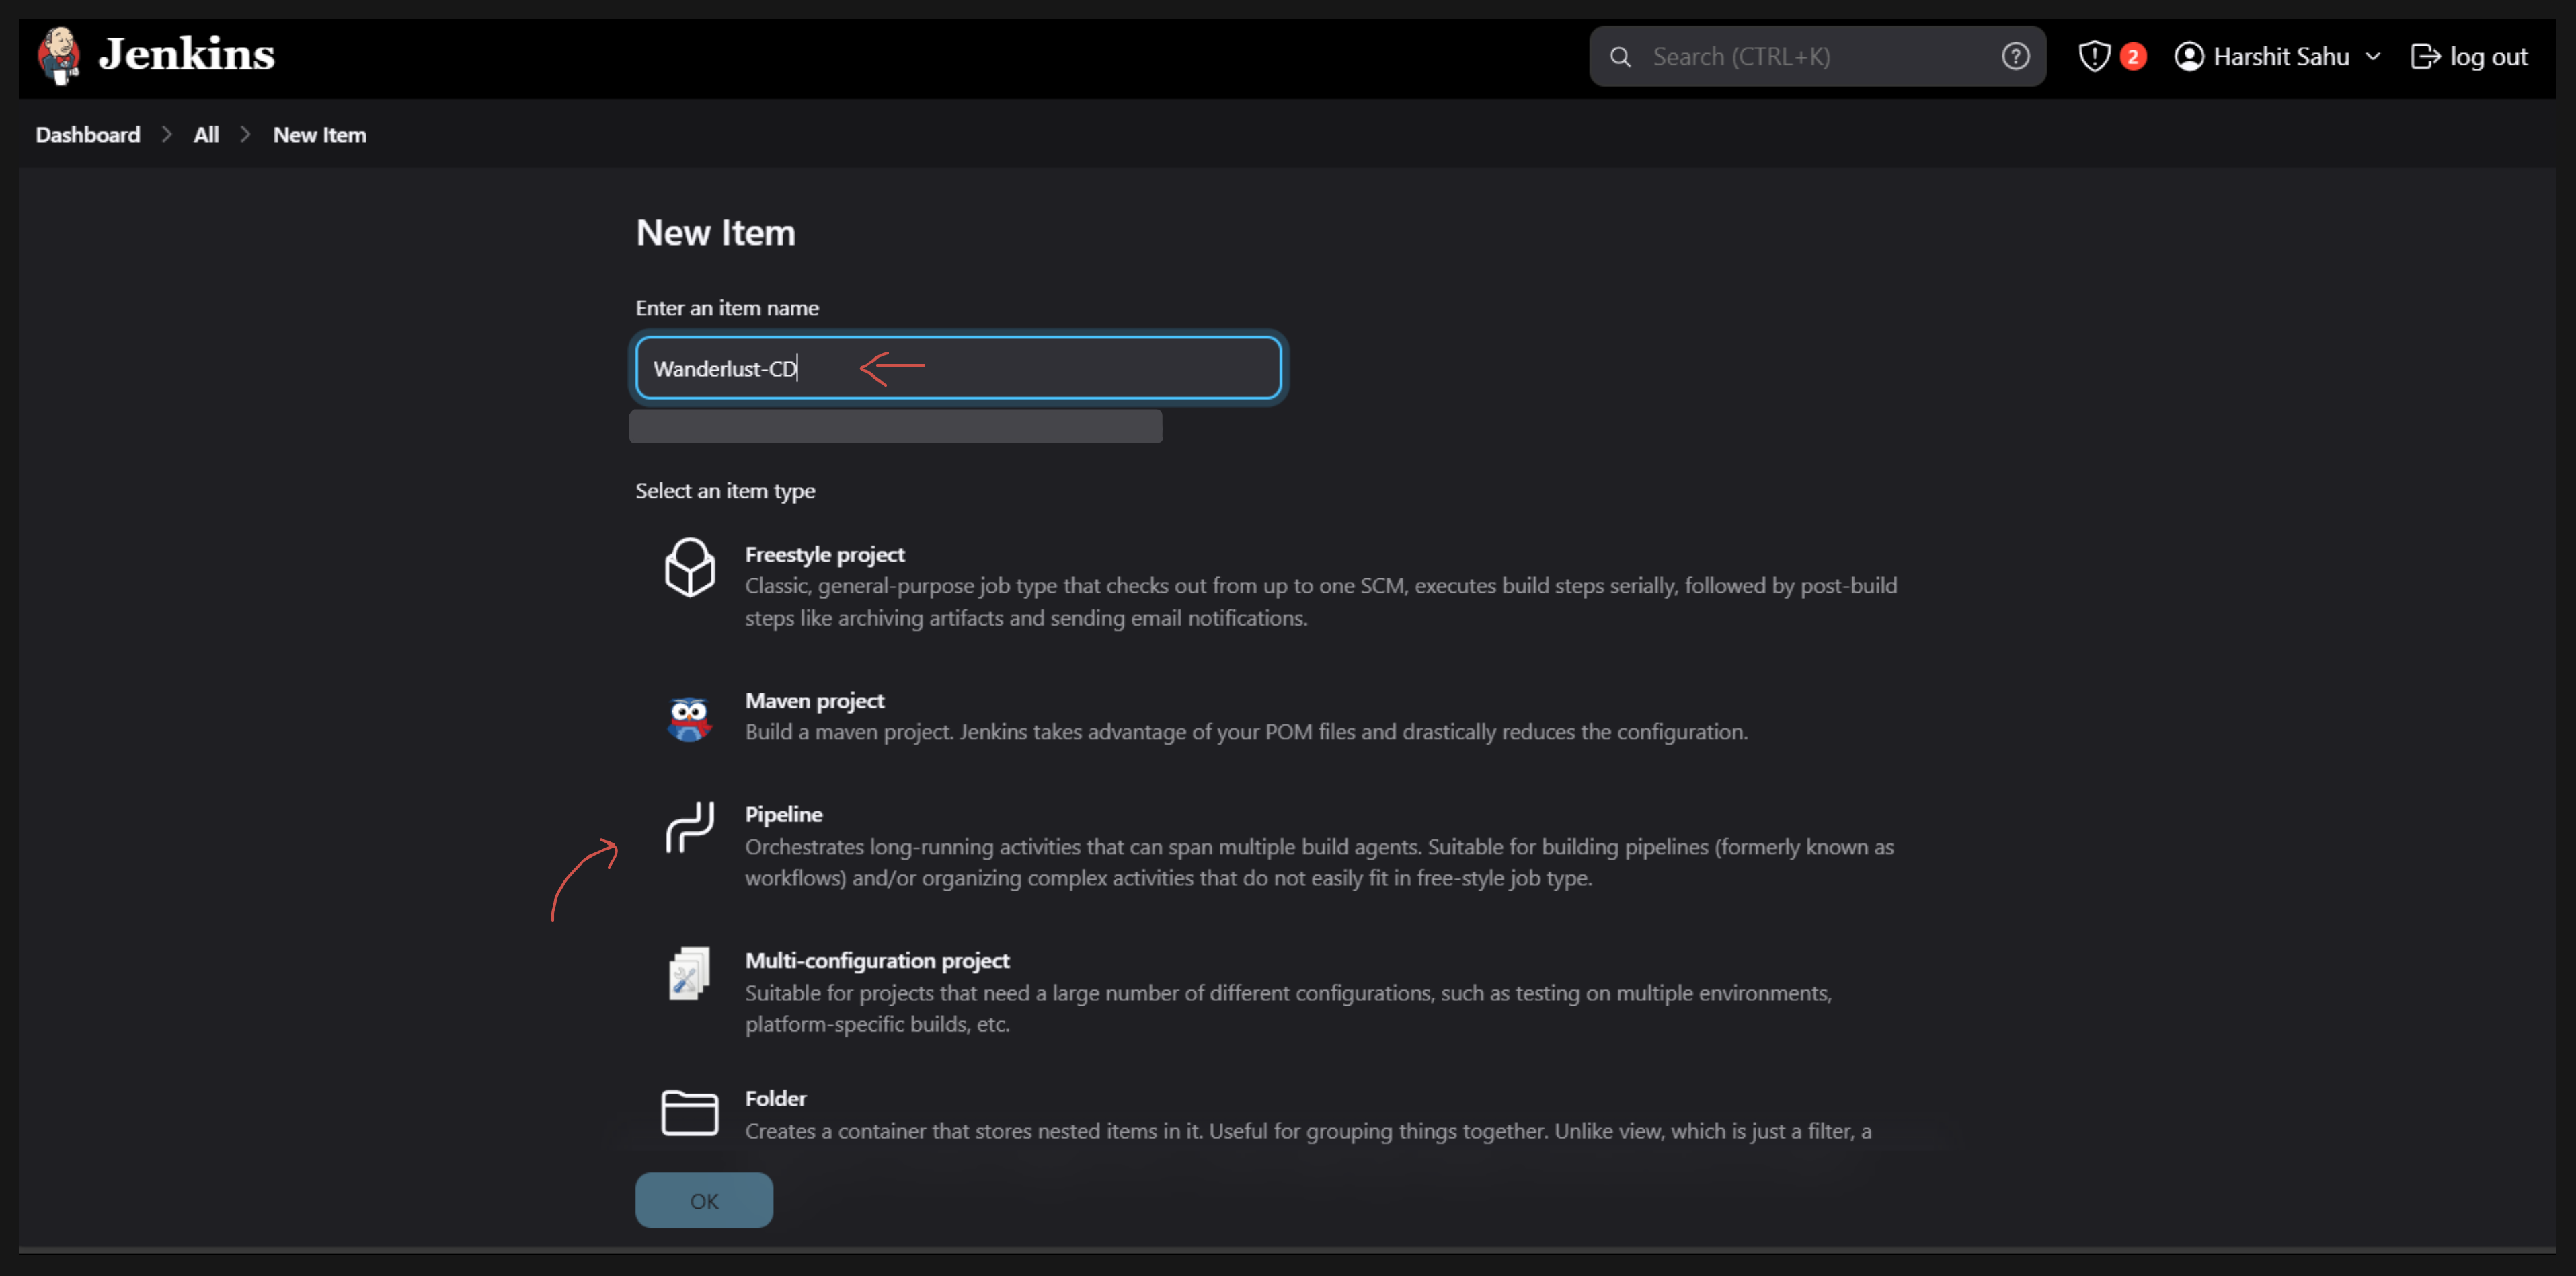 Jenkins
Search (CTRL+K)
2
Harshit Sahu
log out
Dashboard
All
New Item
New Item
Enter an item name
Wanderlust-CD
Select an item type
Freestyle project
Classic, general-purpose job type that checks out from up to one SCM, executes build steps serially, followed by post-build
steps like archiving artifacts and sending email notifications.
Maven project
Build a maven project. Jenkins takes advantage of your POM files and drastically reduces the configuration.
Pipeline
Orchestrates long-running activities that can span multiple build agents. Suitable for building pipelines (formerly known as
workflows) and/or organizing complex activities that do not easily fit in free-style job type.
Multi-configuration project
Suitable for projects that need a large number of different configurations, such as testing on multiple environments,
platform-specific builds, etc.
Folder
Creates a container that stores nested items in it. Useful for grouping things together. Unlike view, which is just a filter, a
OK